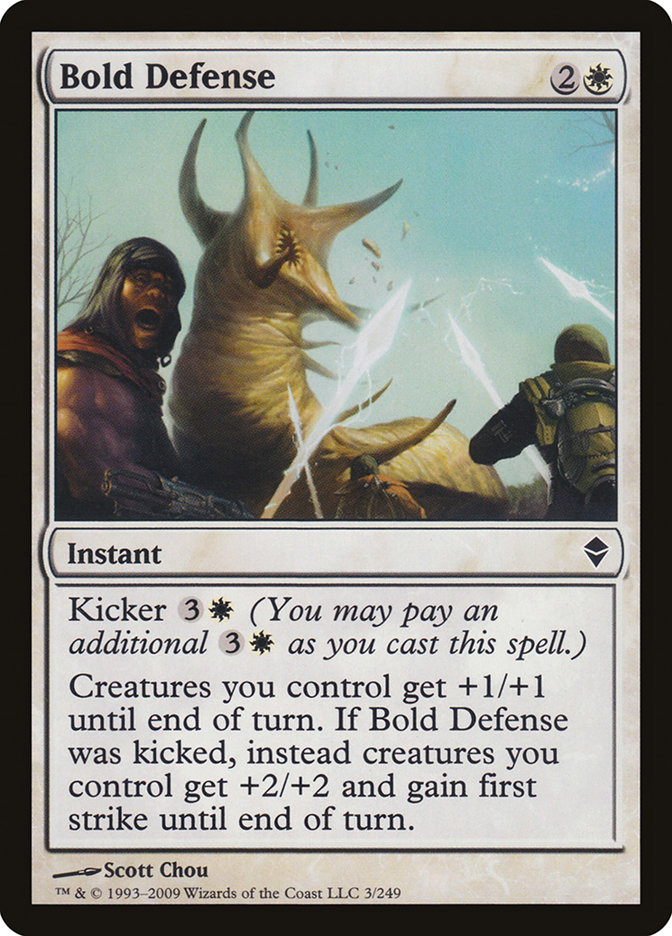 Bold Defense 2
Instant
Kicker 3 (You may pay an
additional 3 as you cast this spell.)
Creatures you control get +1/+1
until end of turn. If Bold Defense
was kicked, instead creatures you
control get +2/+2 and gain first
strike until end of turn.
Scott Chou
™ & © 1993–2009 Wizards of the Coast LLC 3/249